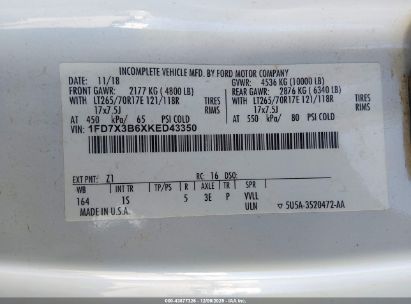 INCOMPLETE VEHICLE MFD. BY FORD MOTOR COMPANY
DATE: 11/18 GVWR: 4536 KG (10000 LB)
FRONT GAWR: 2177 KG ( 4800 LB) REAR GAWR: 2876 KG ( 6340 LB)
WITH LT265/70R17E 121/118R TIRES WITH LT265/70R17E 121/118R TIRES
17x7.5J RIMS 17x7.5J RIMS
AT 450 kPa/ 65 PSI COLD AT 550 kPa/ 80 PSI COLD
VIN: 1FD7X3B6XKED43350
EXT PNT: Z1 RC: 16 DSO:
WB INT TR TP/PS R AXLE TR SPR
164 1S 5 3E P VVLL
MADE IN U.S.A. ULN 5U5A-3520472-AA